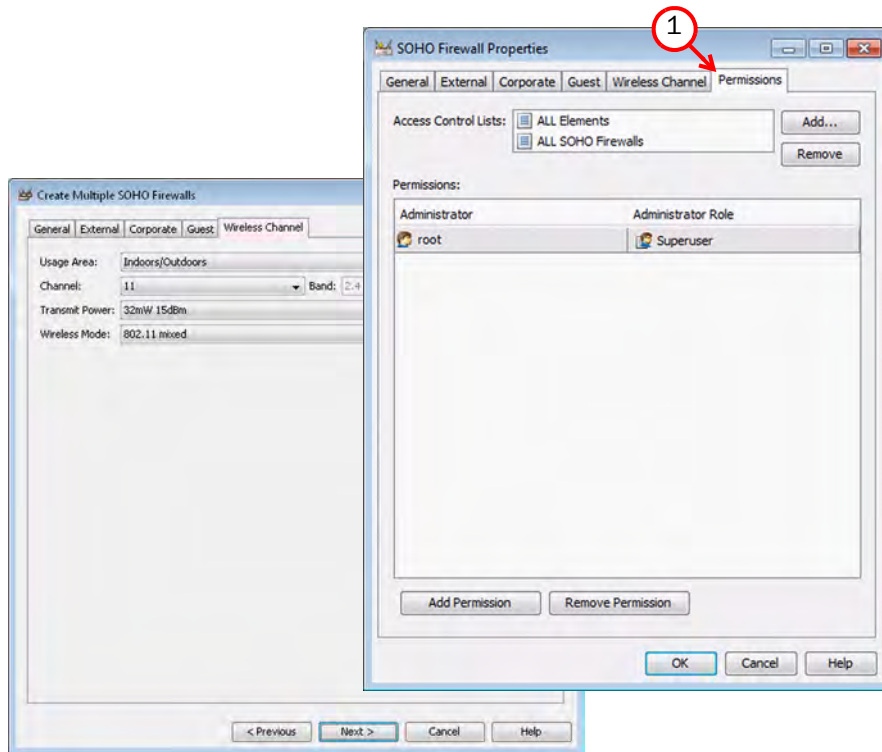 1
SOHO Firewall Properties
General External Corporate Guest Wireless Channel Permissions
Access Control Lists: ALL Elements Add...
ALL SOHO Firewalls Remove
Permissions:
Administrator Administrator Role
root Superuser
Add Permission Remove Permission
OK Cancel Help
Create Multiple SOHO Firewalls
General External Corporate Guest Wireless Channel
Usage Area: Indoors/Outdoors
Channel: 11 Band: 2.4
Transmit Power: 32mW 15dBm
Wireless Mode: 802.11 mixed
< Previous Next > Cancel Help